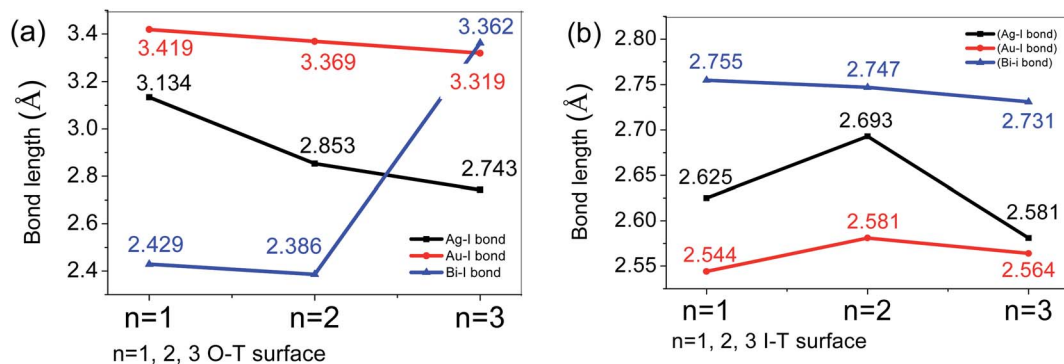 (a)
Bond length (Å)
3.4
3.2
3.0
2.8
2.6
2.4
3.419
3.369
3.362
3.319
3.134
2.853
2.743
2.429
2.386
Ag-I bond
Au-I bond
Bi-I bond
n=1 n=2 n=3
n=1, 2, 3 O-T surface
(b)
Bond length (Å)
2.80
2.75
2.70
2.65
2.60
2.55
(Ag-I bond)
(Au-I bond)
(Bi-i bond)
2.755
2.747
2.731
2.693
2.625
2.581
2.544
2.581
2.564
n=1 n=2 n=3
n=1, 2, 3 I-T surface